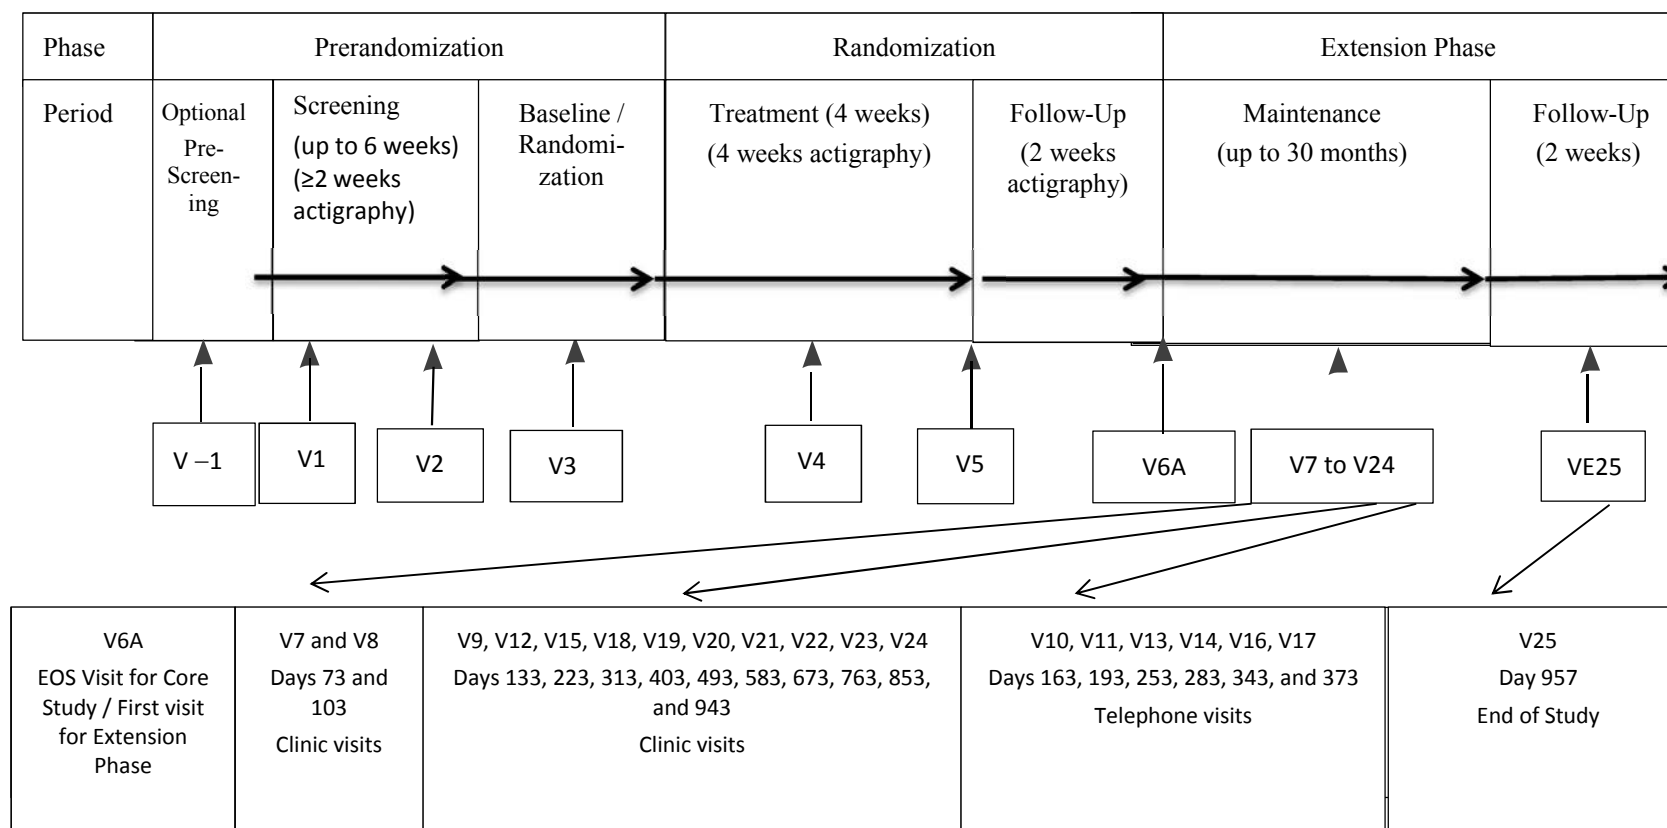 Phase
Prerandomization
Randomization
Extension Phase
Period
Optional
Pre-
Screen-
ing
Screening
(up to 6 weeks)
(≥2 weeks
actigraphy)
Baseline /
Randomi-
zation
Treatment (4 weeks)
(4 weeks actigraphy)
Follow-Up
(2 weeks
actigraphy)
Maintenance
(up to 30 months)
Follow-Up
(2 weeks)
V –1
V1
V2
V3
V4
V5
V6A
V7 to V24
VE25
V6A
EOS Visit for Core
Study / First visit
for Extension
Phase
V7 and V8
Days 73 and
103
Clinic visits
V9, V12, V15, V18, V19, V20, V21, V22, V23, V24
Days 133, 223, 313, 403, 493, 583, 673, 763, 853,
and 943
Clinic visits
V10, V11, V13, V14, V16, V17
Days 163, 193, 253, 283, 343, and 373
Telephone visits
V25
Day 957
End of Study